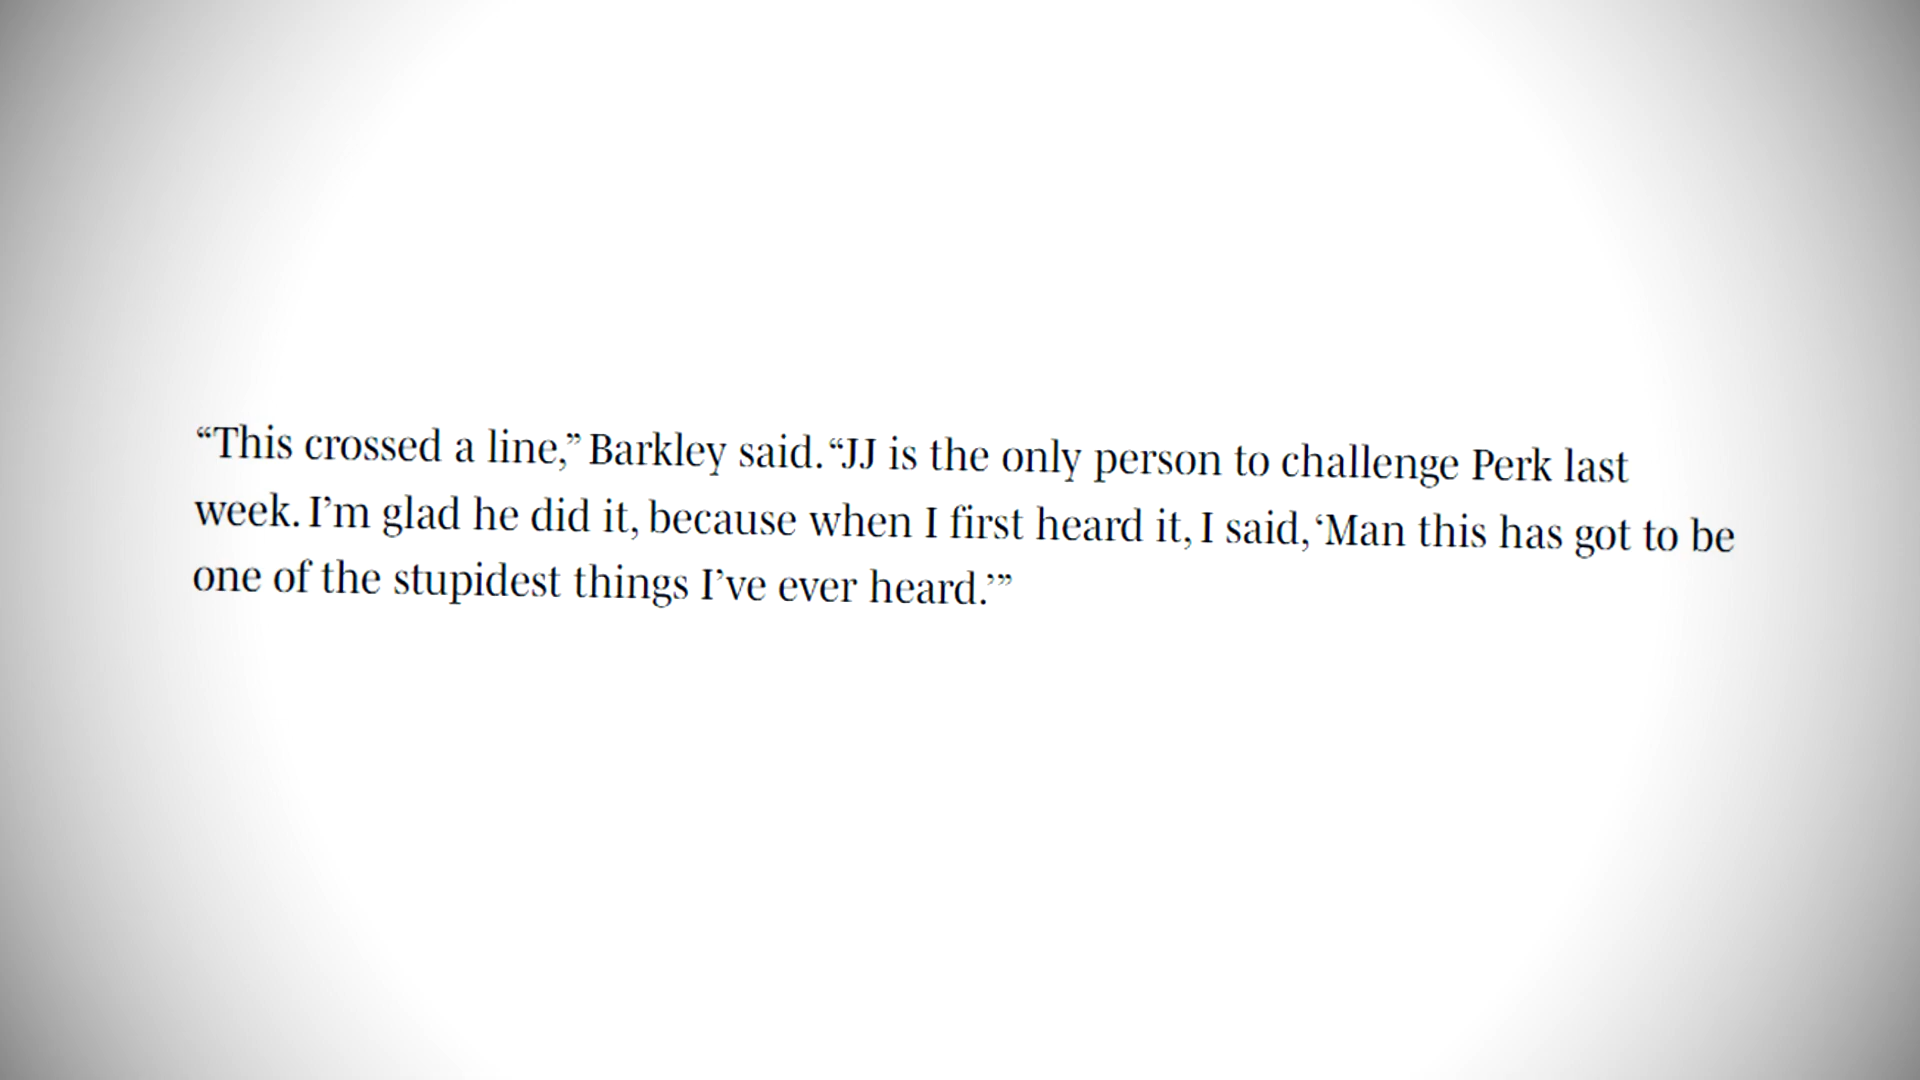 “This crossed a line,” Barkley said. “JJ is the only person to challenge Perk last
week. I’m glad he did it, because when I first heard it, I said, ‘Man this has got to be
one of the stupidest things I’ve ever heard.’”